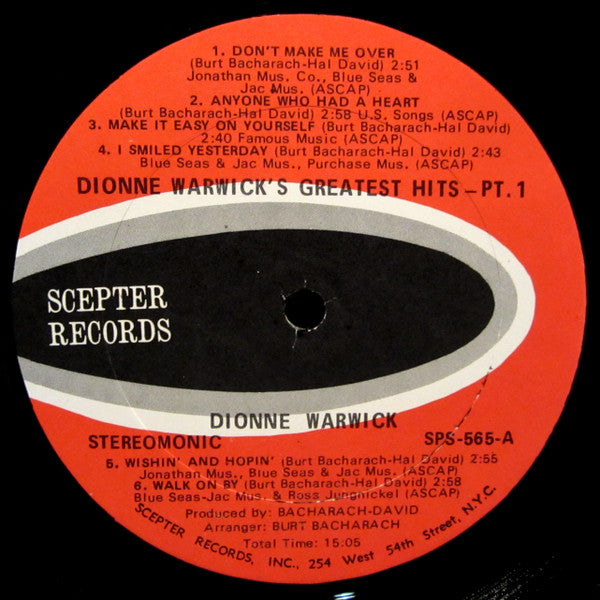 1. DON'T MAKE ME OVER
(Burt Bacharach-Hal David) 2:51
Jonathan Mus. Co., Blue Seas &
Jac Mus. (ASCAP)
2. ANYONE WHO HAD A HEART
(Burt Bacharach-Hal David) 2:58 U.S. Songs (ASCAP)
3. MAKE IT EASY ON YOURSELF (Burt Bacharach-Hal David)
2:40 Famous Music (ASCAP)
4. I SMILED YESTERDAY (Burt Bacharach-Hal David) 2:43
Blue Seas & Jac Mus., Purchase Mus. (ASCAP)
DIONNE WARWICK'S GREATEST HITS — PT. 1
SCEPTER
RECORDS
DIONNE WARWICK
STEREOMONIC SPS-565-A
5. WISHIN' AND HOPIN' (Burt Bacharach-Hal David) 2:55
Jonathan Mus., Blue Seas & Jac Mus. (ASCAP)
6. WALK ON BY (Burt Bacharach-Hal David) 2:58
Blue Seas-Jac Mus. & Ross Jungnickel (ASCAP)
Produced by: BACHARACH-DAVID
Arranger: BURT BACHARACH
Total Time: 15:05
SCEPTER RECORDS, INC., 254 West 54th Street, N.Y.C.